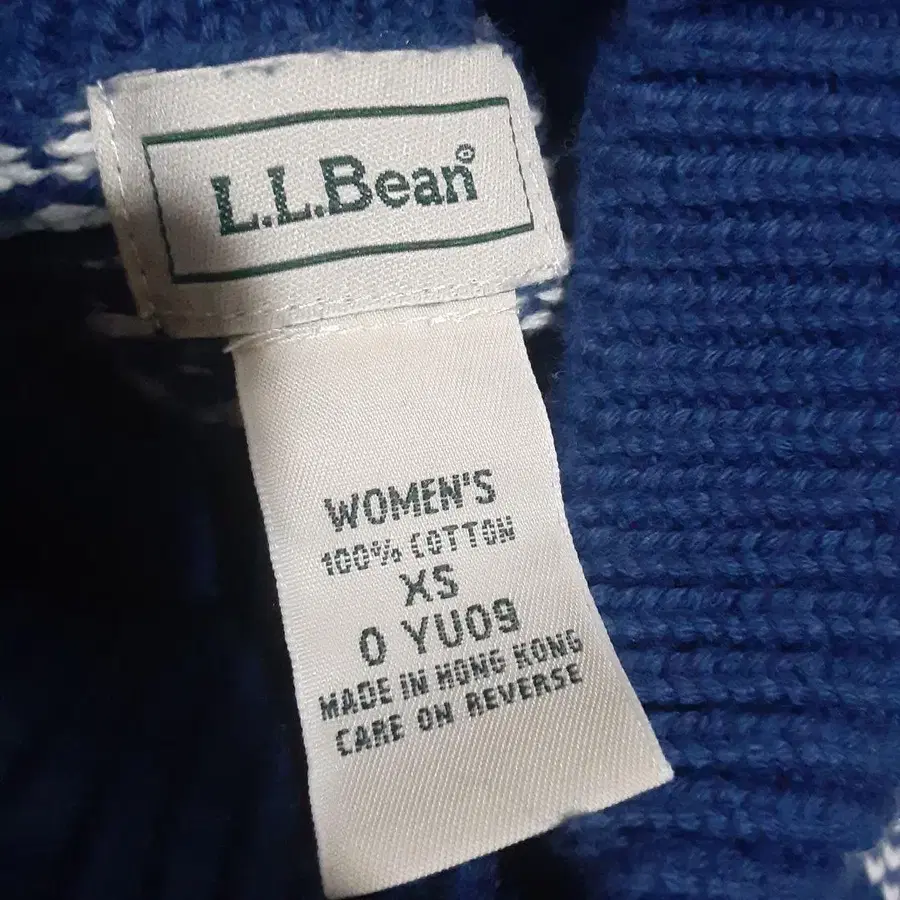 L.L.Bean®
WOMEN'S
100% COTTON
XS
0 YU09
MADE IN HONG KONG
CARE ON REVERSE